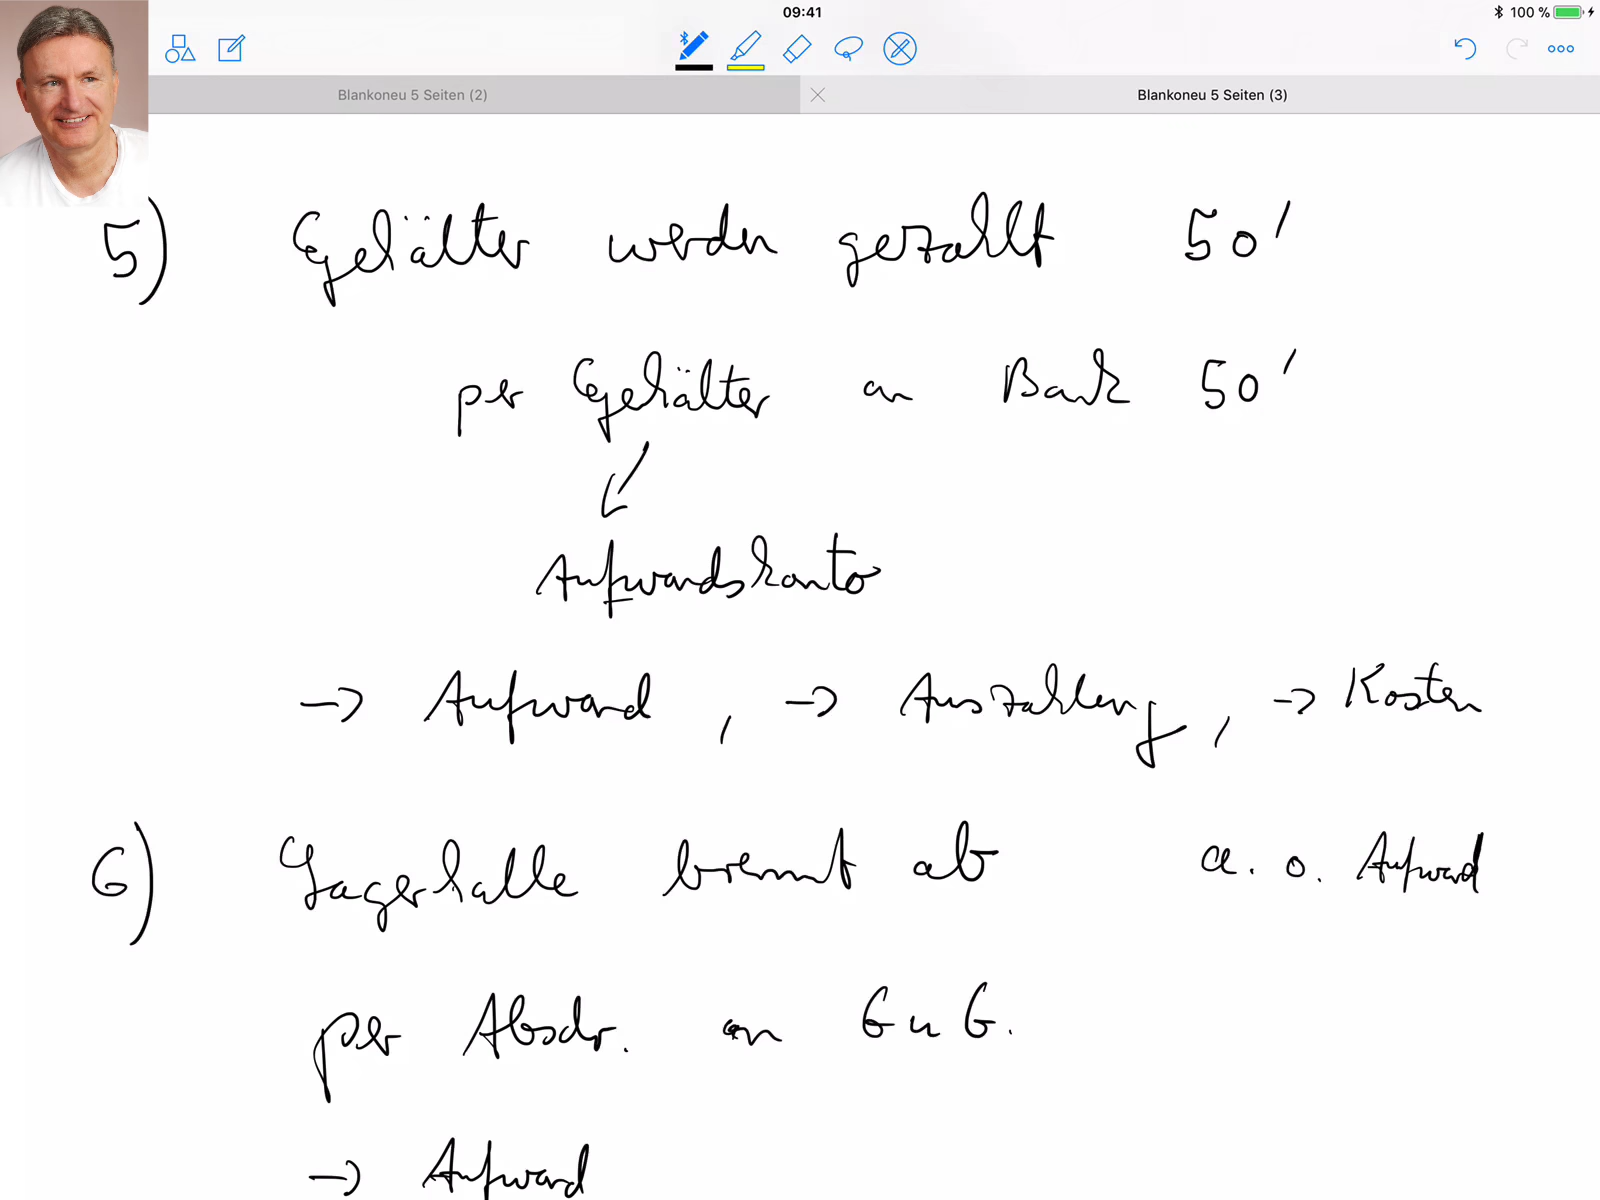 09:41
100 %
Blankoneu 5 Seiten (2)
Blankoneu 5 Seiten (3)
5) Gehälter werden gezahlt 50'
per Gehälter an Bank 50'
Aufwandskonto
-> Aufwand, -> Auszahlung, -> Kosten
6) Lagerhalle brennt ab a. o. Aufwand
per Abschr. an G u G.
-> Aufwand